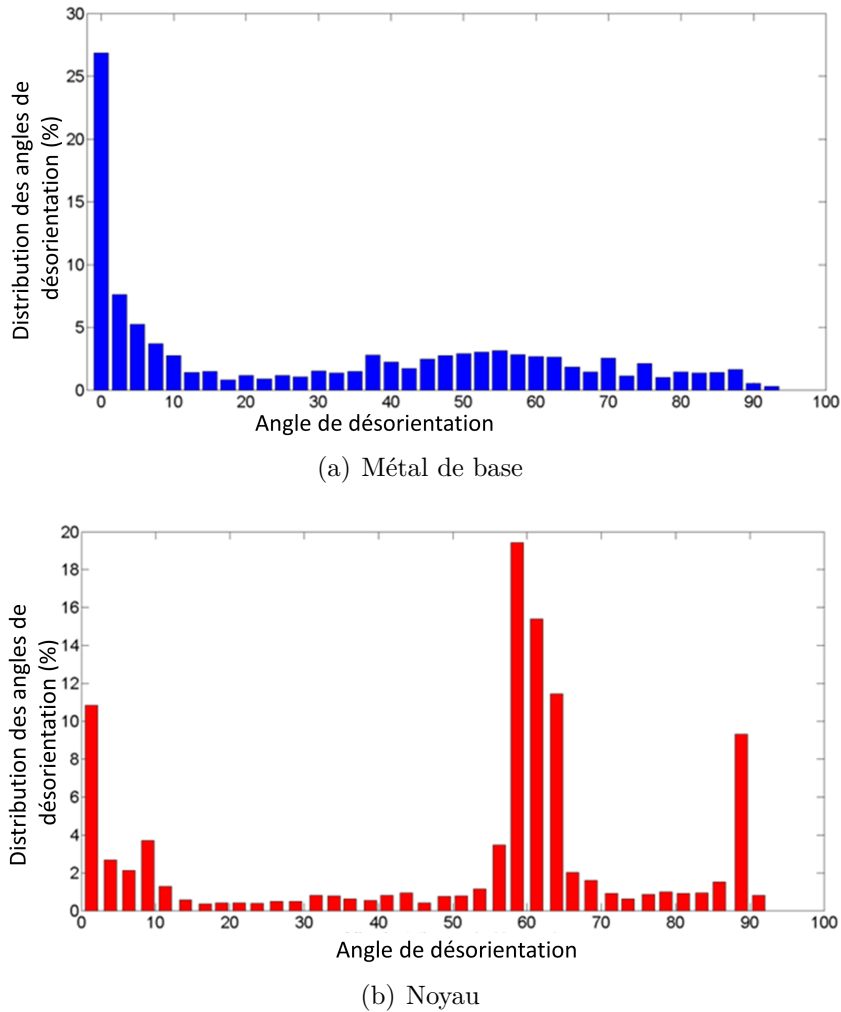 30
25
20
15
10
5
0
Distribution des angles de
désorientation (%)
0 10 20 30 40 50 60 70 80 90 100
Angle de désorientation
(a) Métal de base
20
18
16
14
12
10
8
6
4
2
0
Distribution des angles de
désorientation (%)
0 10 20 30 40 50 60 70 80 90 100
Angle de désorientation
(b) Noyau